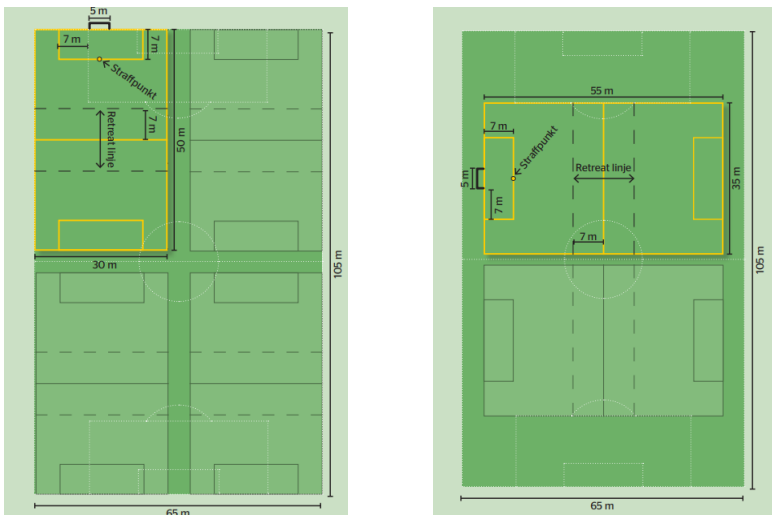 5 m
7 m
7 m
Straffpunkt
Retreat linje
7 m
50 m
30 m
105 m
65 m
55 m
7 m
Straffpunkt
5 m
Retreat linje
7 m
35 m
7 m
105 m
65 m